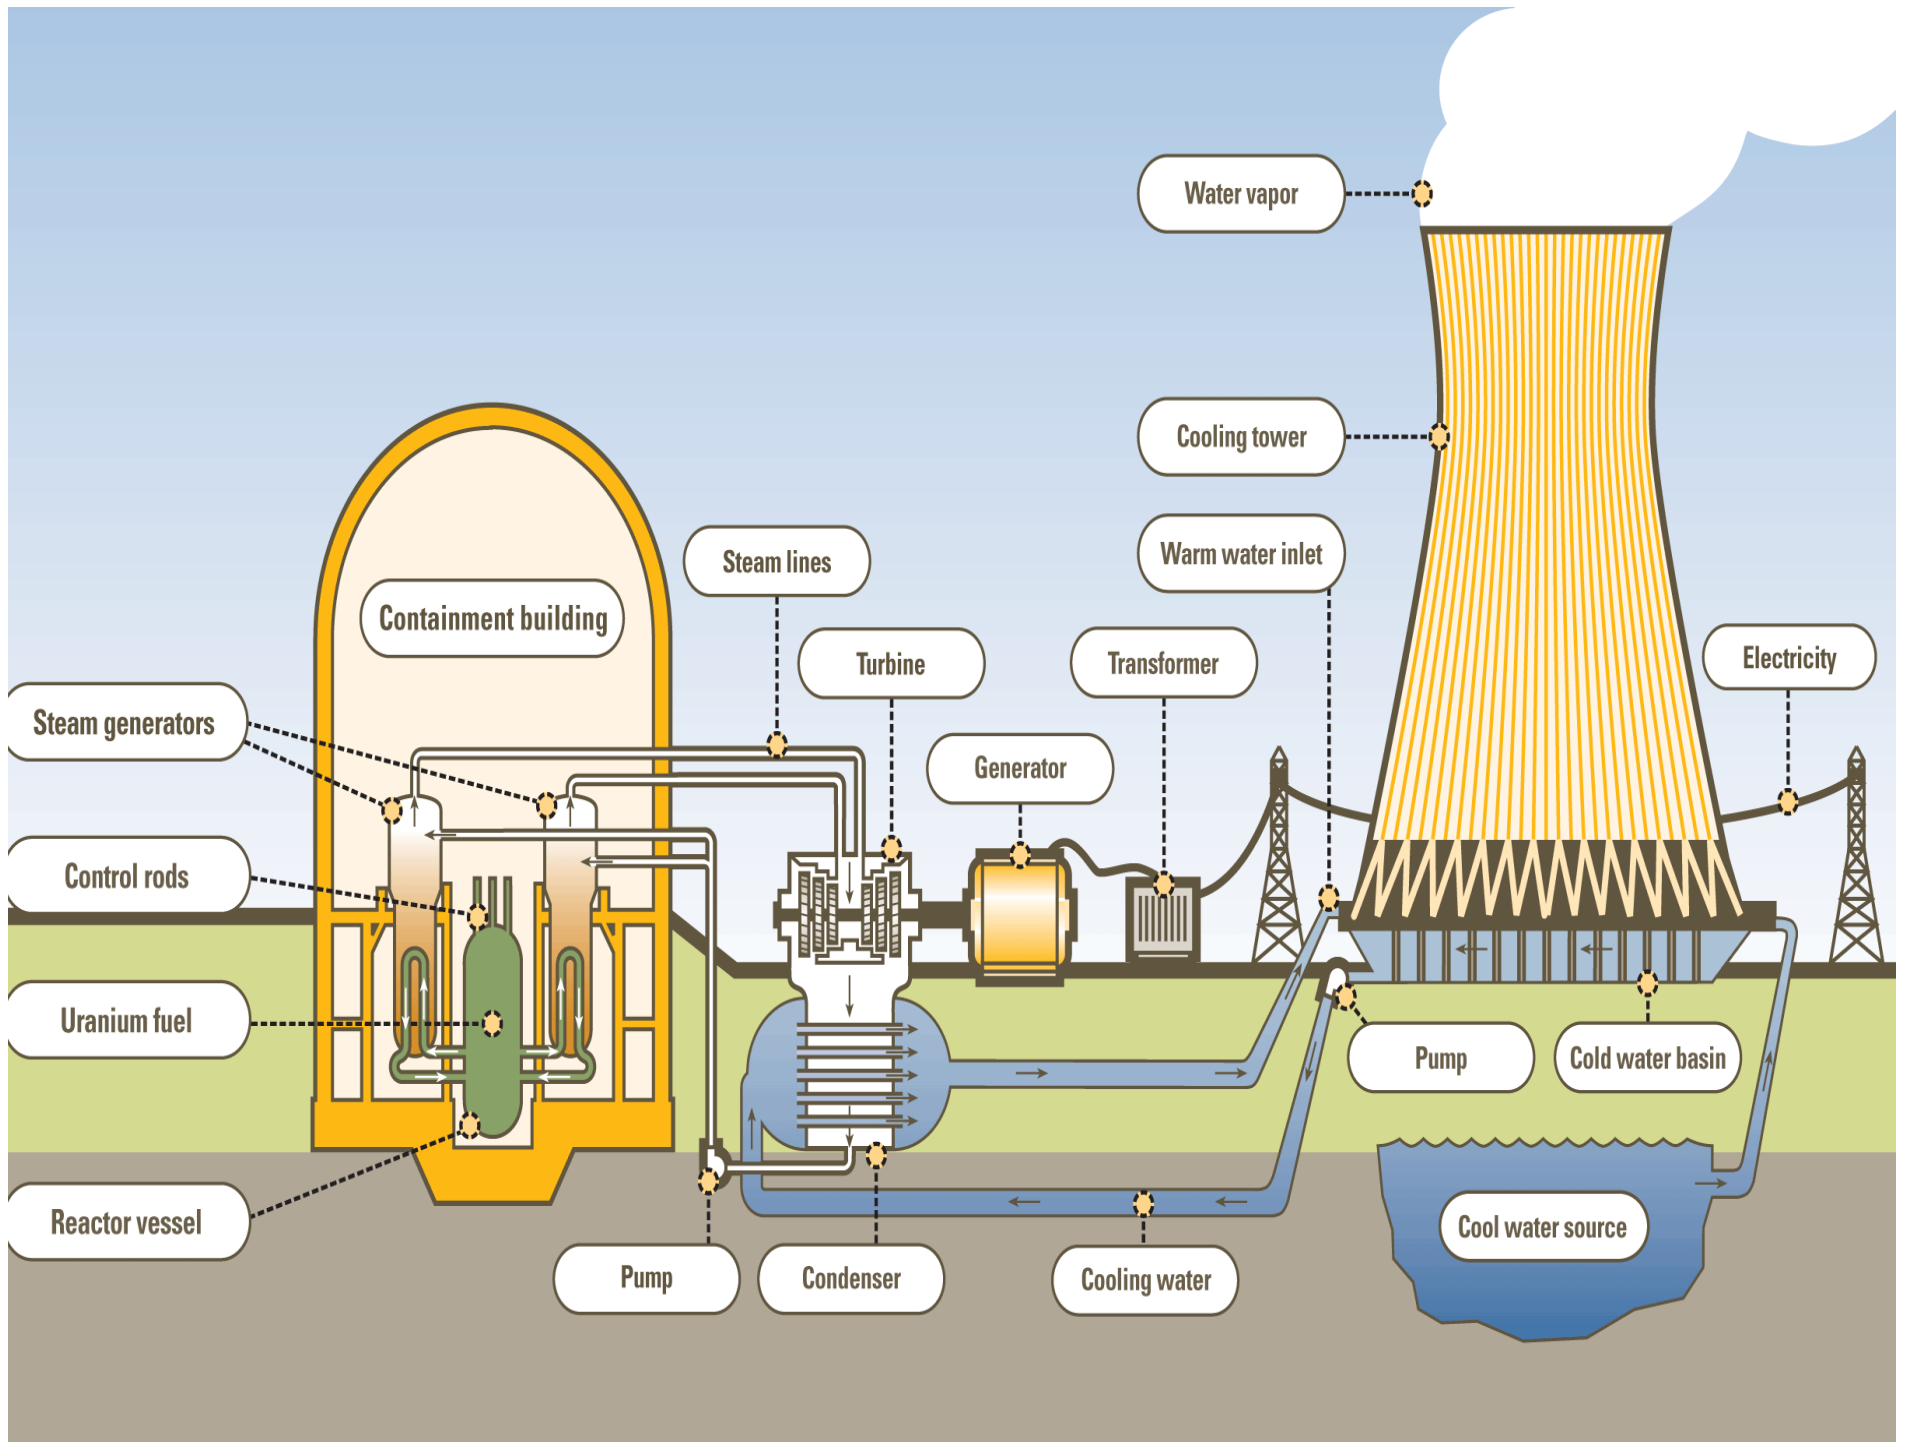 Water vapor
Cooling tower
Steam lines
Warm water inlet
Containment building
Turbine
Transformer
Electricity
Steam generators
Generator
Control rods
Uranium fuel
Pump
Cold water basin
Reactor vessel
Cool water source
Pump
Condenser
Cooling water